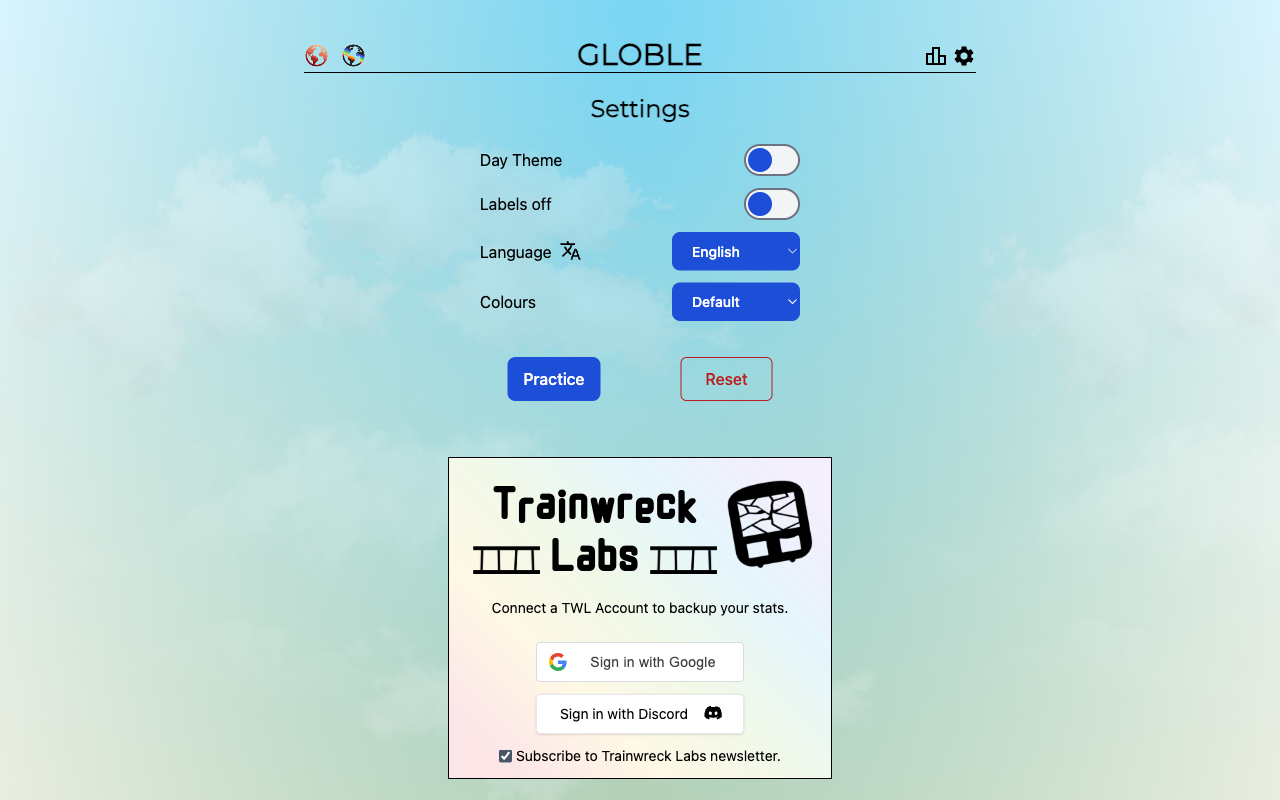 GLOBLE
Settings
Day Theme
Labels off
Language
English
Colours
Default
Practice
Reset
Trainwreck
Labs
Connect a TWL Account to backup your stats.
Sign in with Google
Sign in with Discord
Subscribe to Trainwreck Labs newsletter.